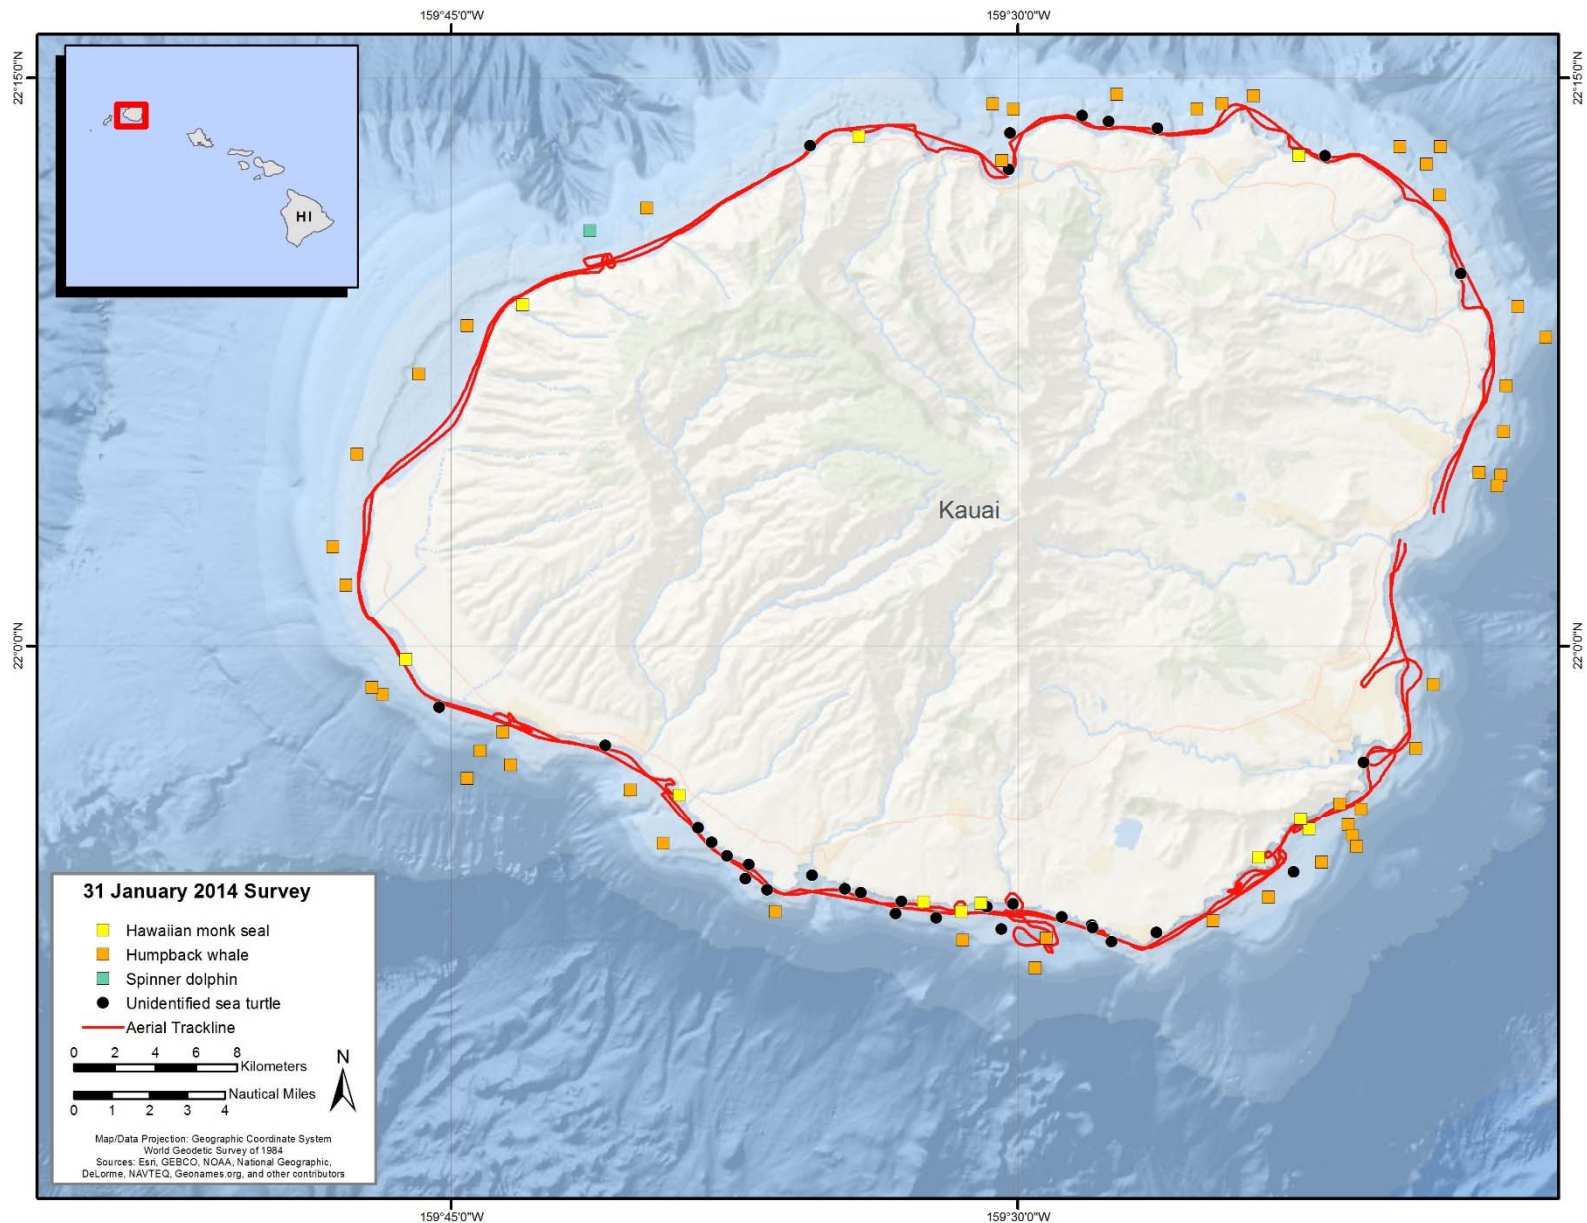 159°45'0"W
159°30'0"W
22°15'0"N
22°15'0"N
HI
Kauai
22°0'0"N
22°0'0"N
31 January 2014 Survey
Hawaiian monk seal
Humpback whale
Spinner dolphin
Unidentified sea turtle
Aerial Trackline
0 2 4 6 8
Kilometers
N
Nautical Miles
0 1 2 3 4
Map/Data Projection: Geographic Coordinate System
World Geodetic Survey of 1984
Sources: Esri, GEBCO, NOAA, National Geographic,
DeLorme, NAVTEQ, Geonames.org, and other contributors
159°45'0"W
159°30'0"W